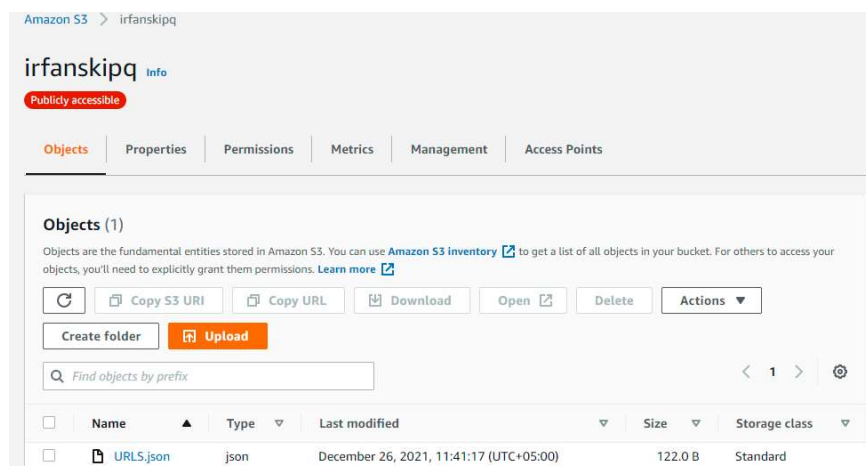 Amazon S3 > irfanskipq
irfanskipq Info
Publicly accessible
Objects Properties Permissions Metrics Management Access Points
Objects (1)
Objects are the fundamental entities stored in Amazon S3. You can use Amazon S3 inventory to get a list of all objects in your bucket. For others to access your
objects, you'll need to explicitly grant them permissions. Learn more
Copy S3 URI Copy URL Download Open Delete Actions
Create folder Upload
Find objects by prefix < 1 >
Name Type Last modified Size Storage class
URLS.json json December 26, 2021, 11:41:17 (UTC+05:00) 122.0 B Standard